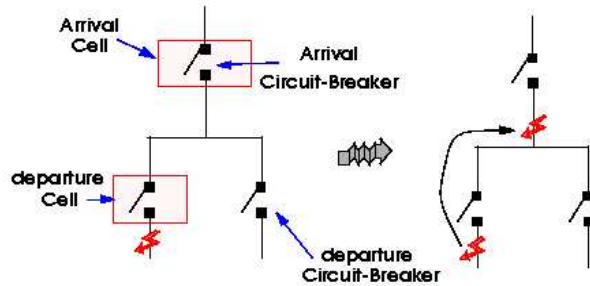 Arrival
Cell
Arrival
Circuit-Breaker
departure
Cell
departure
Circuit-Breaker